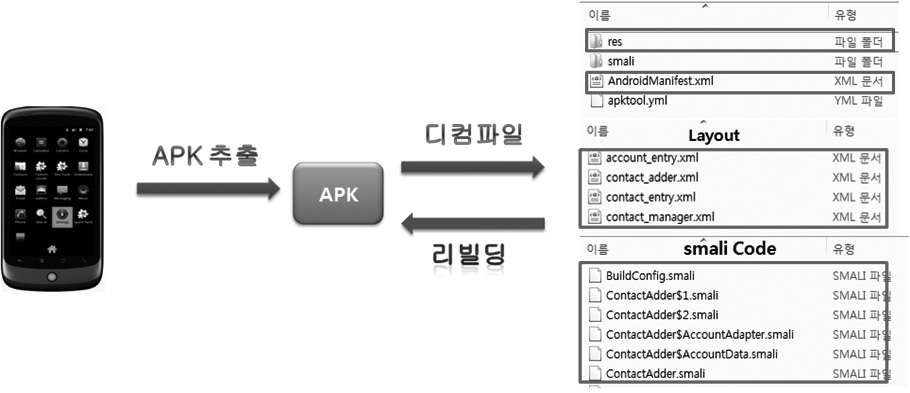 이름 유형
res 파일 폴더
smali 파일 폴더
AndroidManifest.xml XML 문서
apktool.yml YML 파일
APK 추출
APK
디컴파일
리빌딩
이름 Layout 유형
account_entry.xml XML 문서
contact_adder.xml XML 문서
contact_entry.xml XML 문서
contact_manager.xml XML 문서
이름 smali Code 유형
BuildConfig.smali SMALI 파일
ContactAdder$1.smali SMALI 파일
ContactAdder$2.smali SMALI 파일
ContactAdder$AccountAdapter.smali SMALI 파일
ContactAdder$AccountData.smali SMALI 파일
ContactAdder.smali SMALI 파일